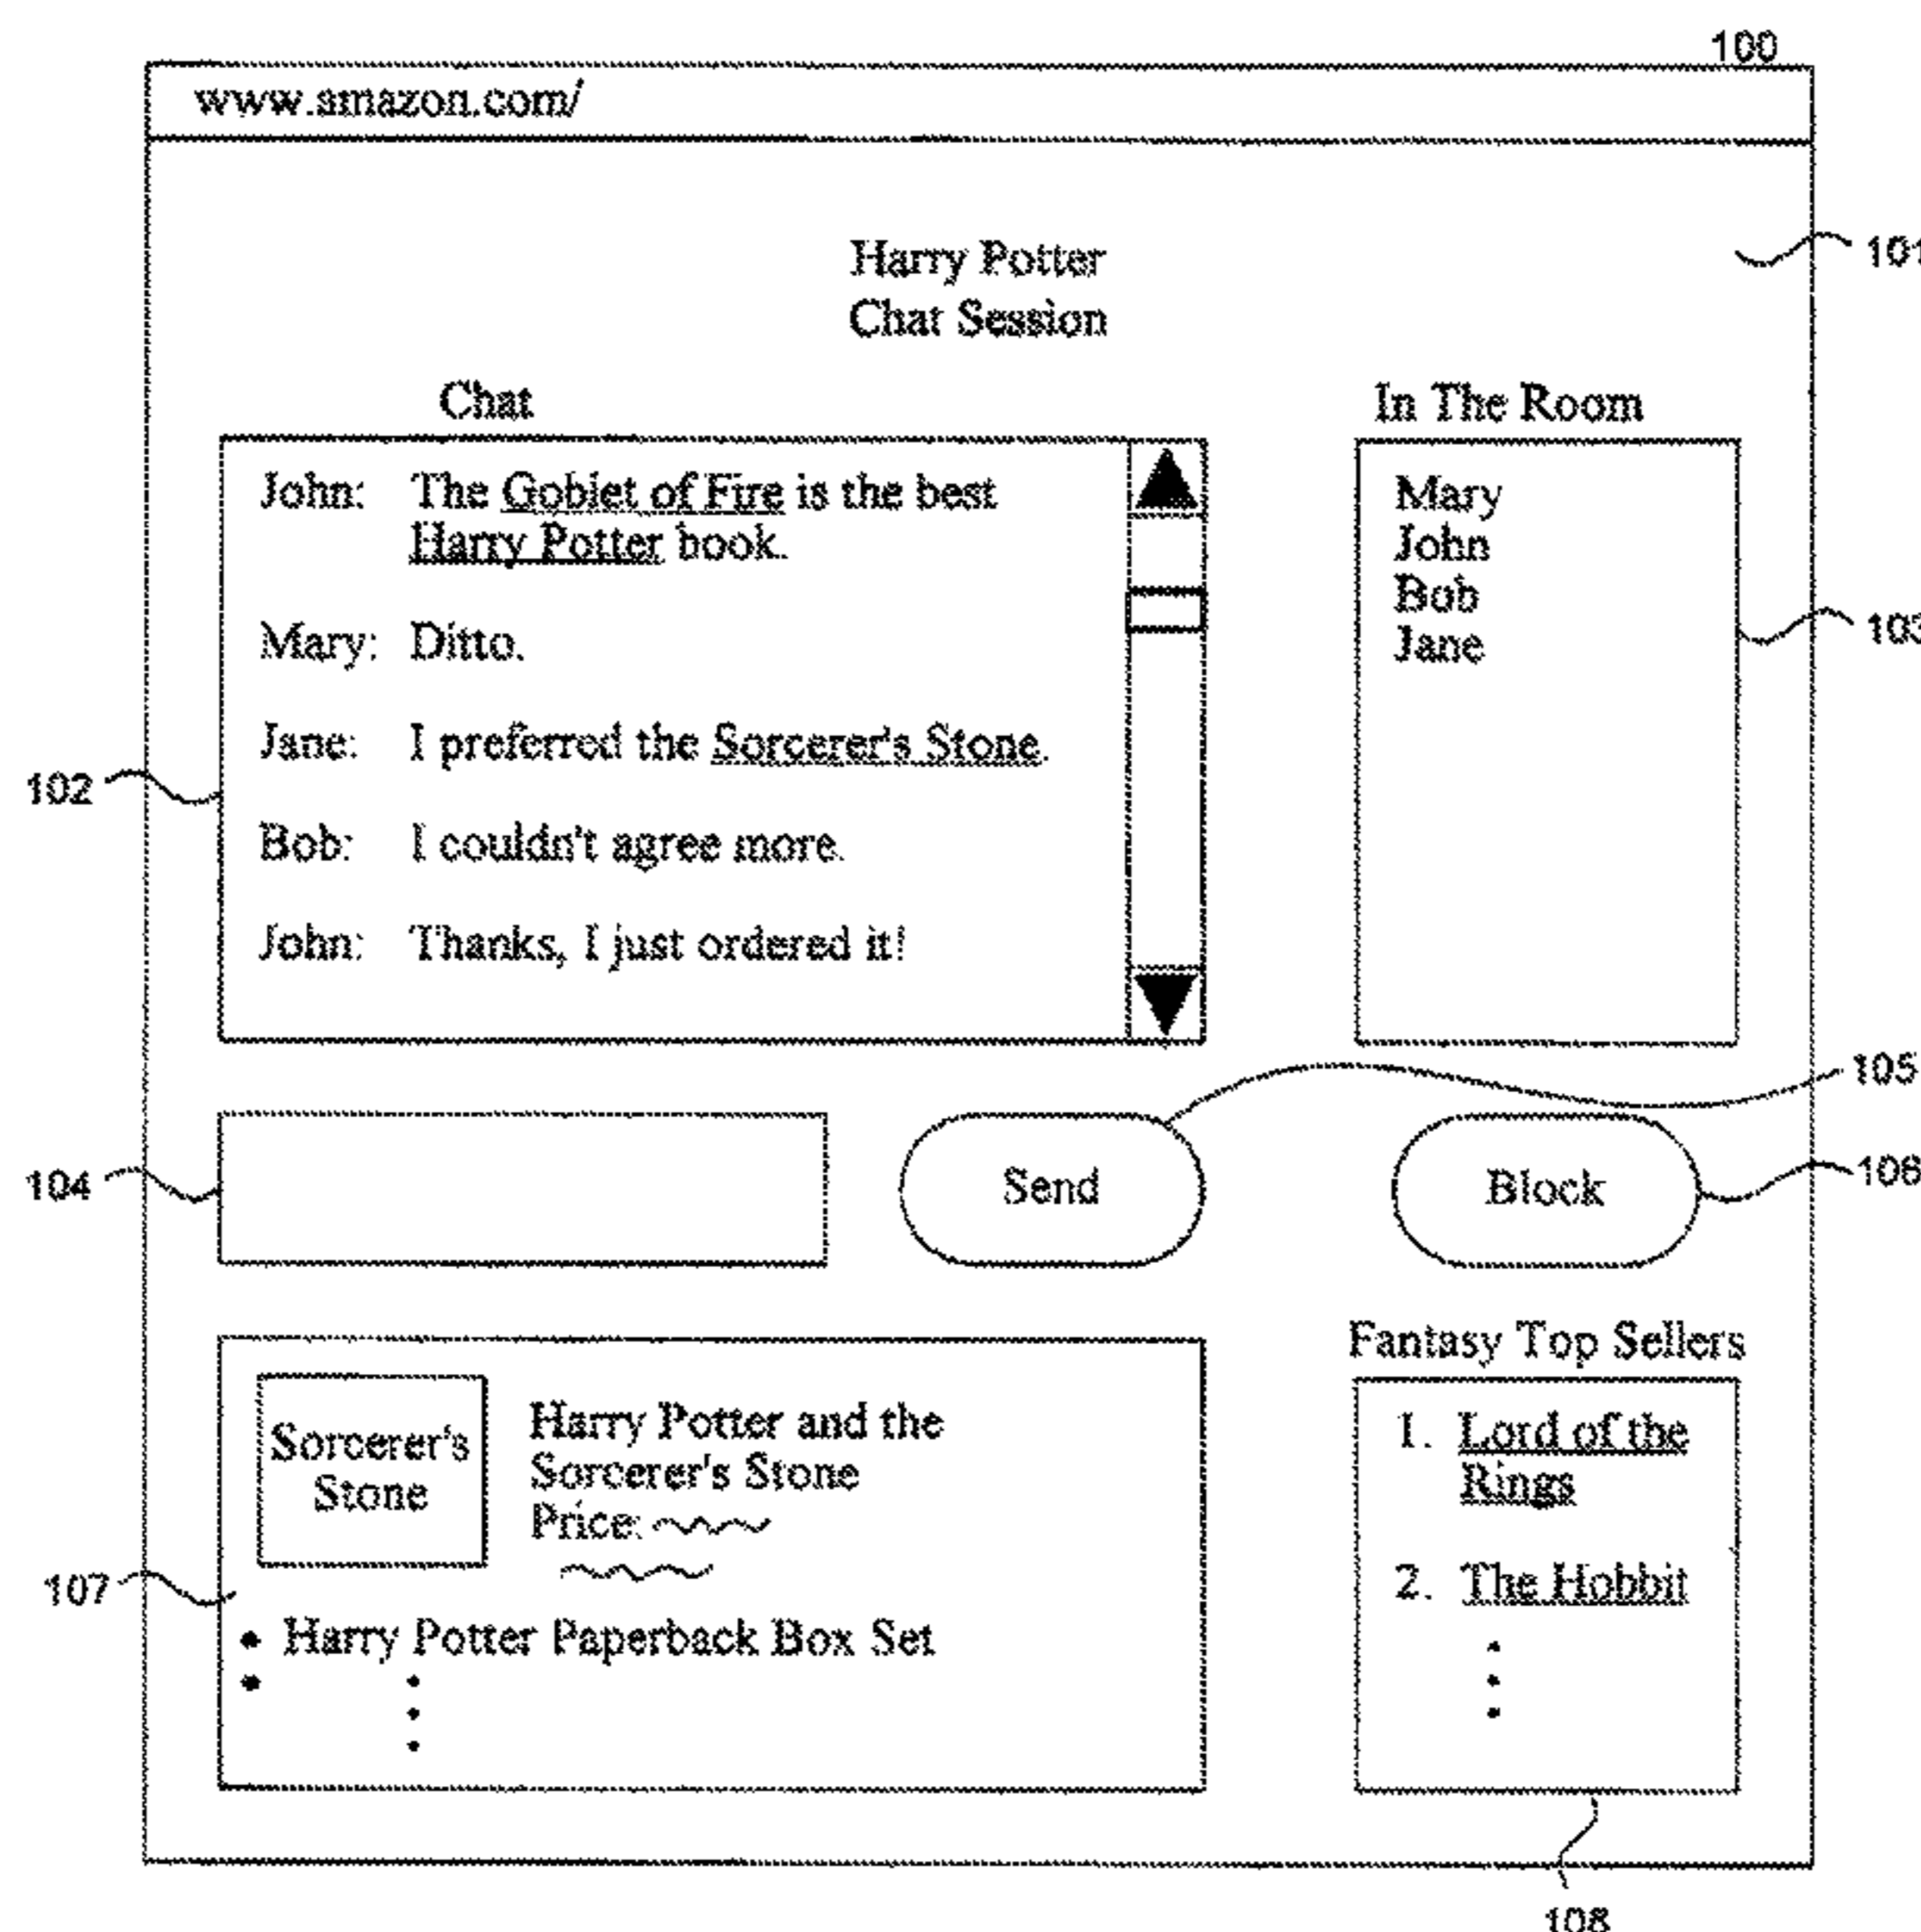 100
www.amazon.com/
101
Harry Potter
Chat Session
Chat
John: The Goblet of Fire is the best
Harry Potter book.
Mary: Ditto.
Jane: I preferred the Sorcerer's Stone.
Bob: I couldn't agree more.
John: Thanks, I just ordered it!
102
In The Room
Mary
John
Bob
Jane
103
104
Send
105
Block
106
Sorcerer's
Stone
Harry Potter and the
Sorcerer's Stone
Price:
107
• Harry Potter Paperback Box Set
•
Fantasy Top Sellers
1. Lord of the
Rings
2. The Hobbit
108